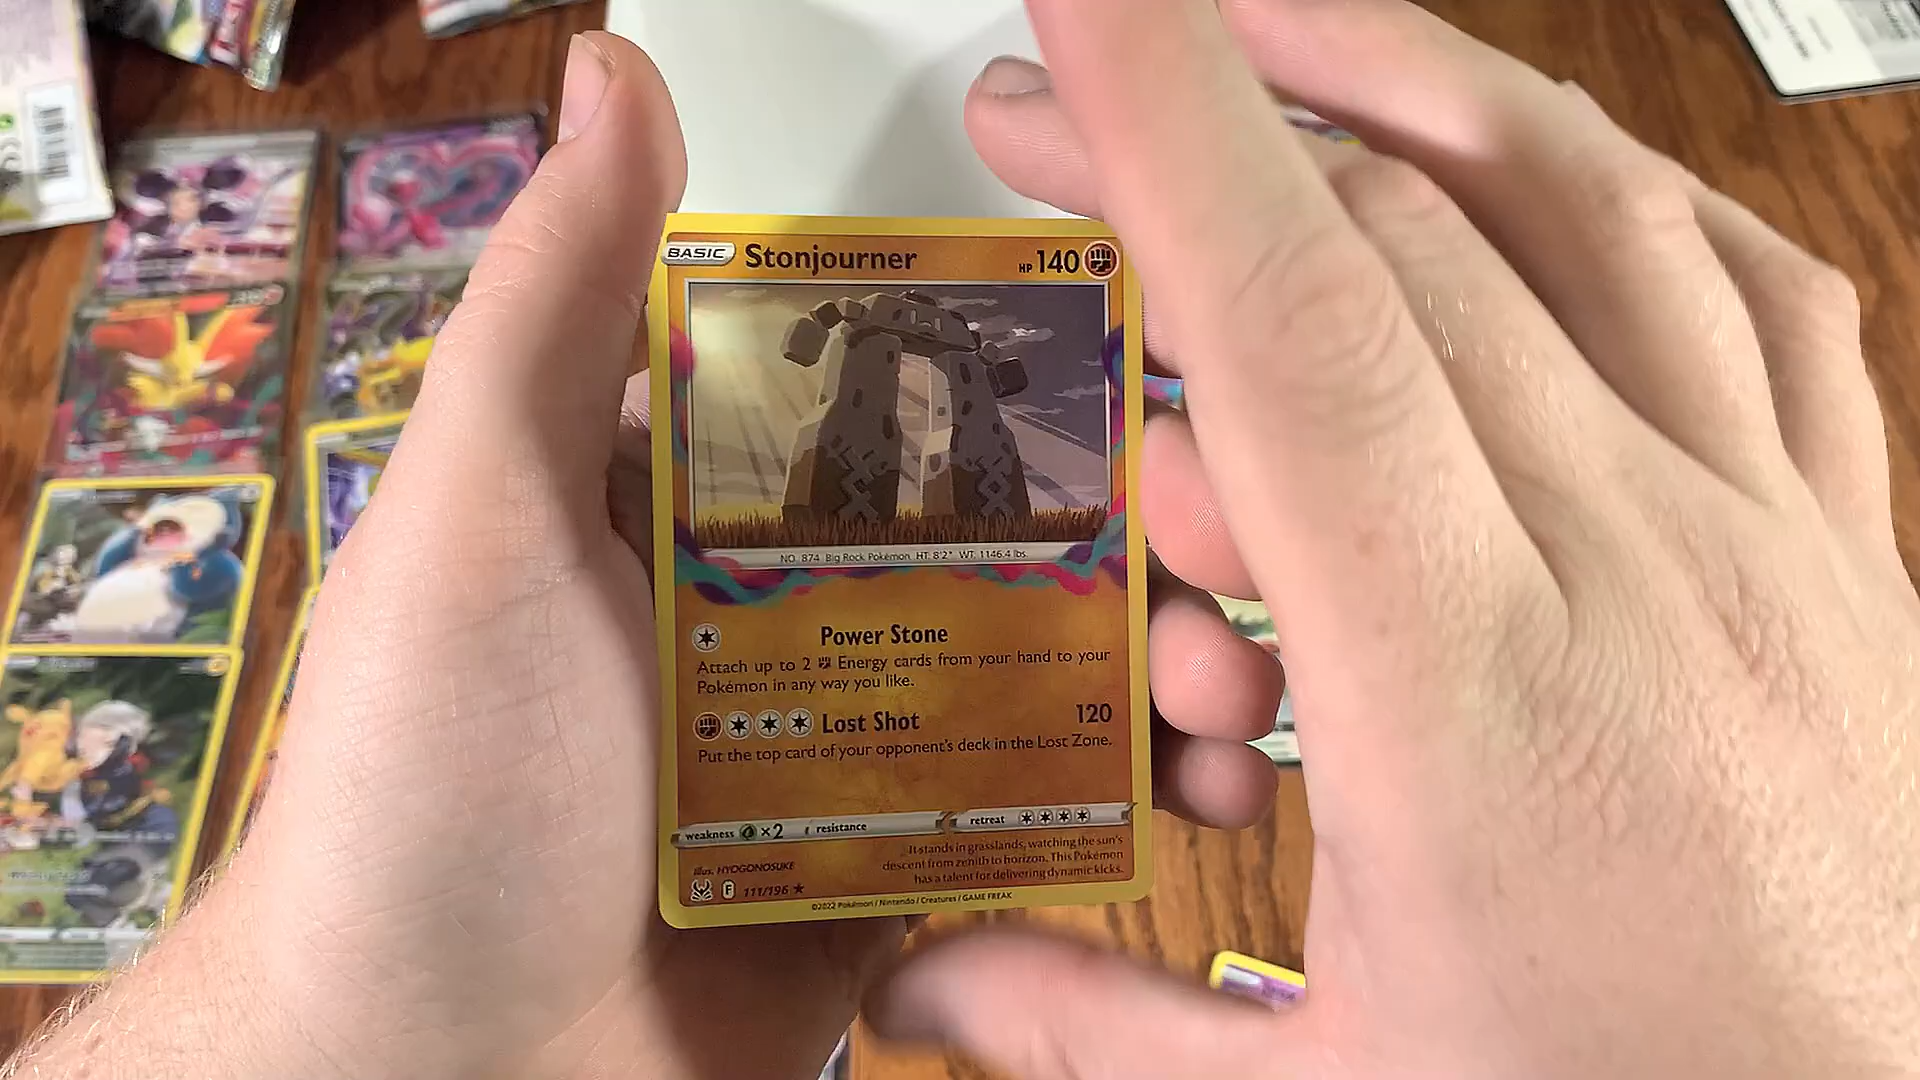 BASIC Stonjourner HP 140
NO. 874 Big Rock Pokémon HT: 8'2" WT: 1146.4 lbs.
Power Stone
Attach up to 2 Energy cards from your hand to your
Pokémon in any way you like.
Lost Shot 120
Put the top card of your opponent's deck in the Lost Zone.
weakness ×2 resistance retreat
It stands in grasslands, watching the sun's
descent from zenith to horizon. This Pokémon
has a talent for delivering dynamic kicks.
Illus. HYOGONOSUKE
F 111/196 ★
©2022 Pokémon / Nintendo / Creatures / GAME FREAK